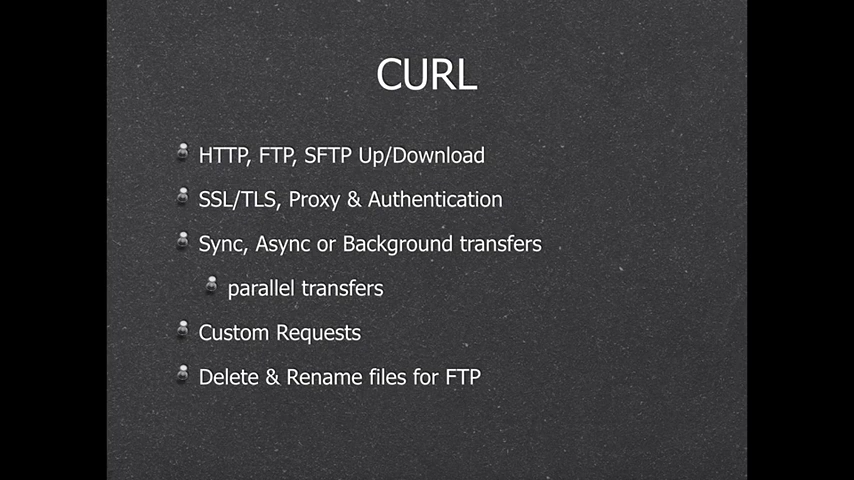 CURL
HTTP, FTP, SFTP Up/Download
SSL/TLS, Proxy & Authentication
Sync, Async or Background transfers
parallel transfers
Custom Requests
Delete & Rename files for FTP